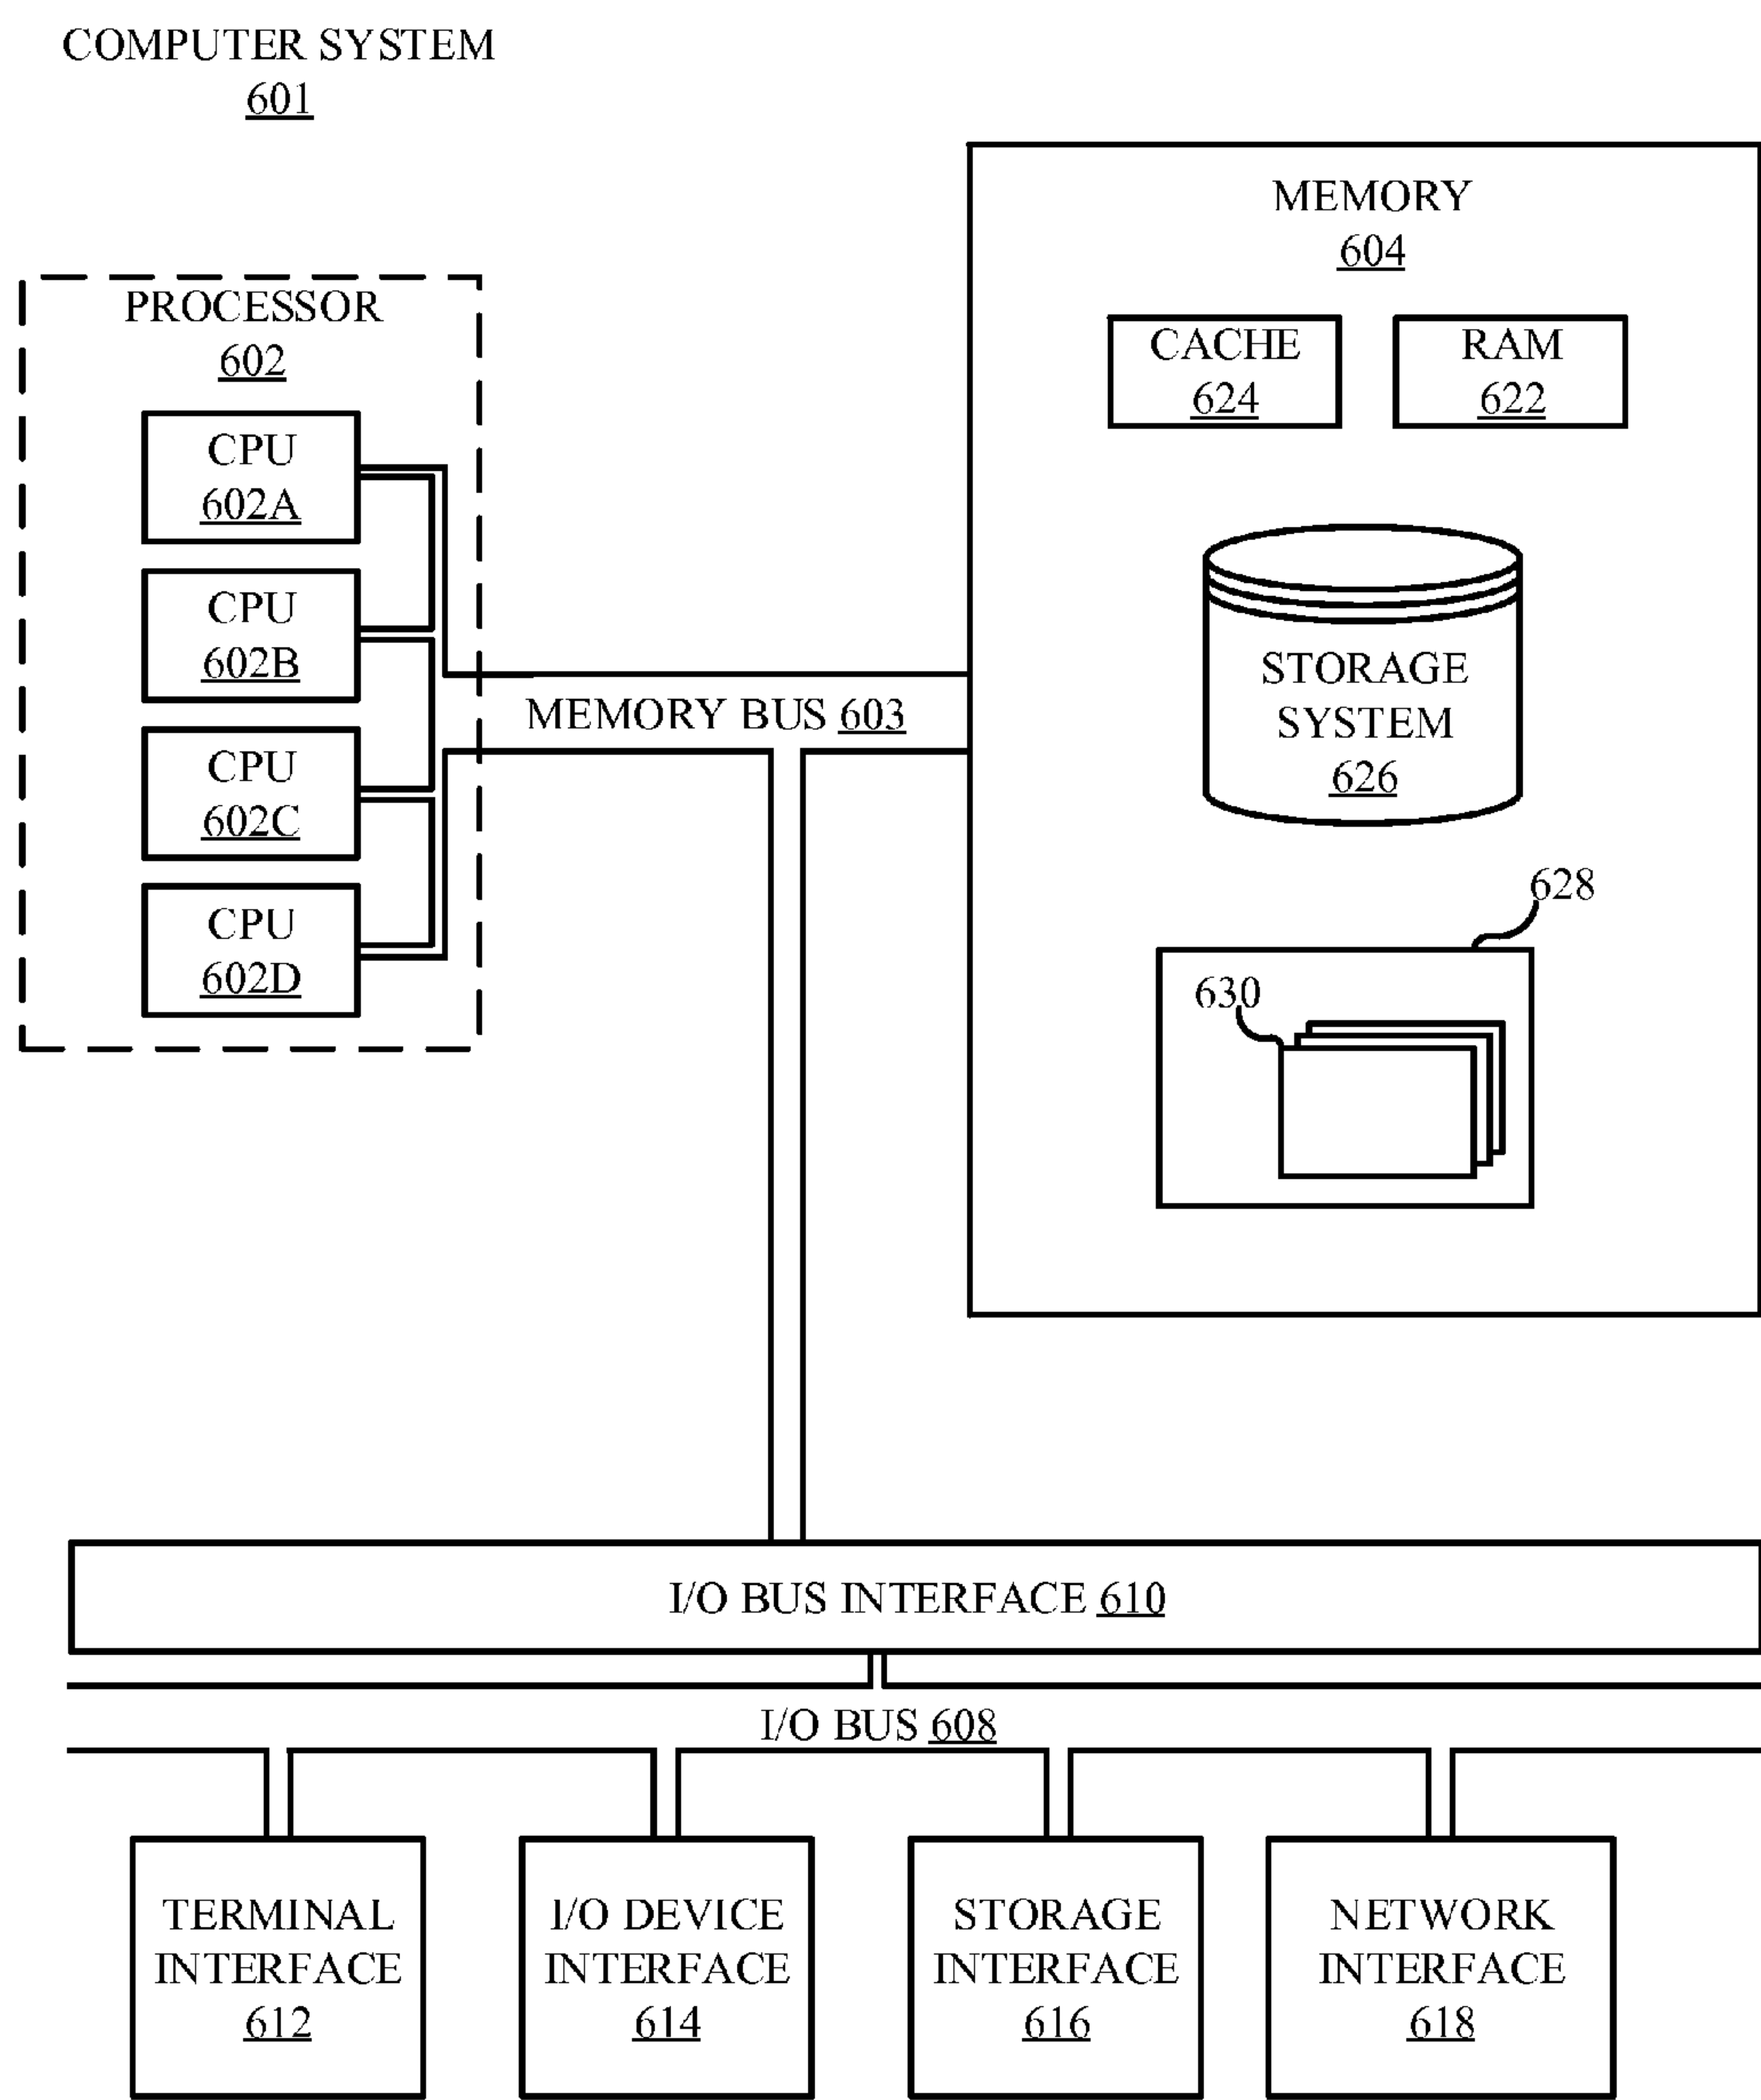 COMPUTER SYSTEM
601
PROCESSOR
602
CPU
602A
CPU
602B
CPU
602C
CPU
602D
MEMORY BUS 603
MEMORY
604
CACHE
624
RAM
622
STORAGE
SYSTEM
626
628
630
I/O BUS INTERFACE 610
I/O BUS 608
TERMINAL
INTERFACE
612
I/O DEVICE
INTERFACE
614
STORAGE
INTERFACE
616
NETWORK
INTERFACE
618